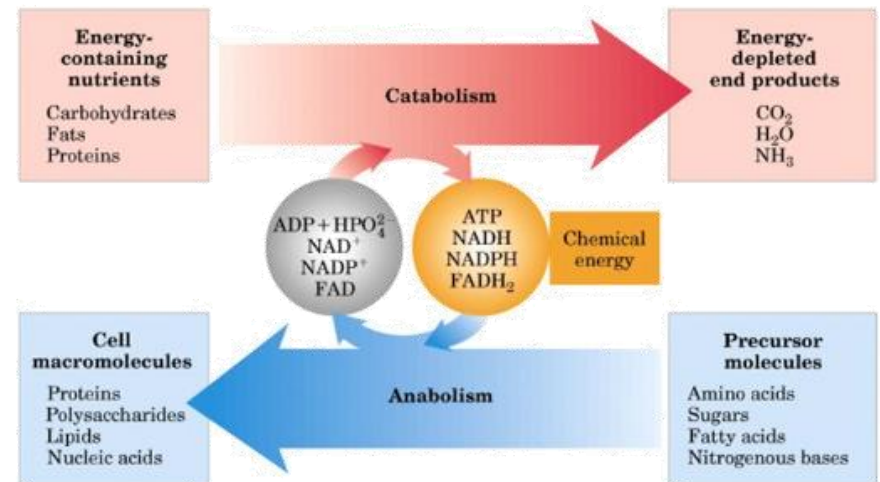 Energy-
containing
nutrients
Carbohydrates
Fats
Proteins
Catabolism
Energy-
depleted
end products
CO₂
H₂O
NH₃
ADP + HPO₄²⁻
NAD⁺
NADP⁺
FAD
ATP
NADH
NADPH
FADH₂
Chemical
energy
Cell
macromolecules
Proteins
Polysaccharides
Lipids
Nucleic acids
Anabolism
Precursor
molecules
Amino acids
Sugars
Fatty acids
Nitrogenous bases